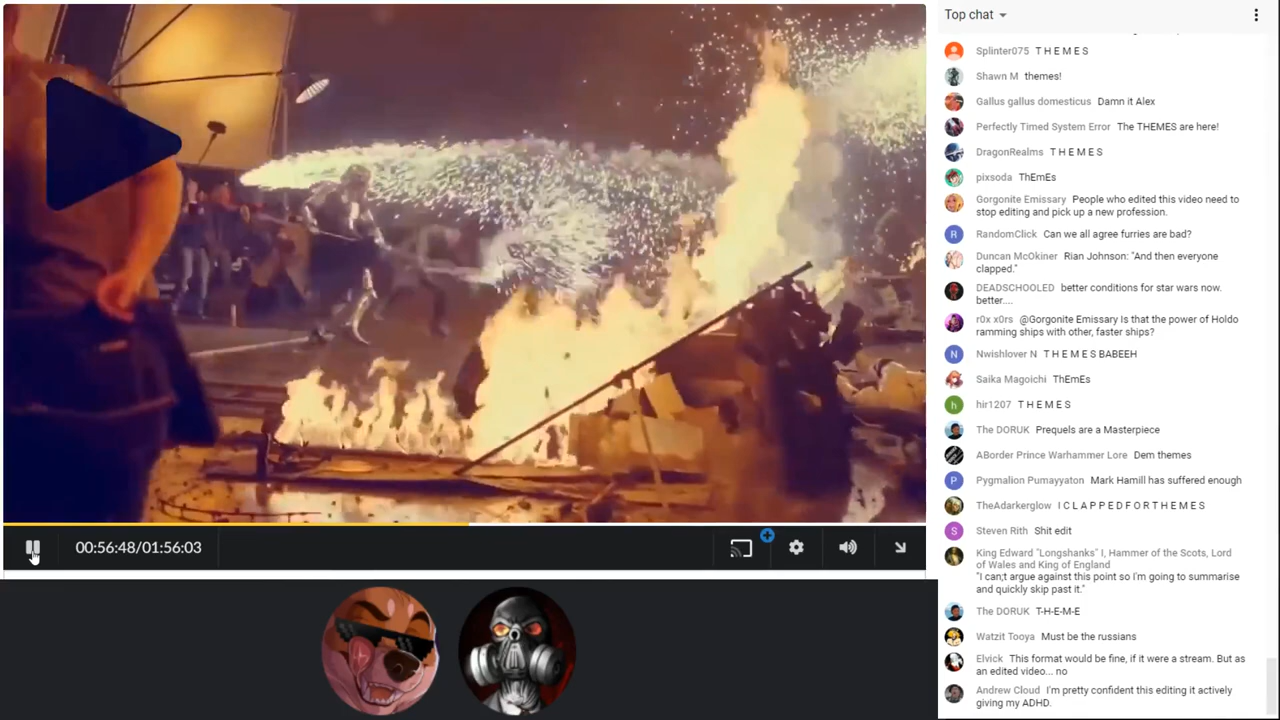 Top chat
Splinter075 T H E M E S
Shawn M themes!
Gallus gallus domesticus Damn it Alex
Perfectly Timed System Error The THEMES are here!
DragonRealms T H E M E S
pixsoda ThEmEs
Gorgonite Emissary People who edited this video need to
stop editing and pick up a new profession.
R RandomClick Can we all agree furries are bad?
Duncan McOkiner Rian Johnson: "And then everyone
clapped."
DEADSCHOOLED better conditions for star wars now.
better....
r0x x0rs @Gorgonite Emissary Is that the power of Holdo
ramming ships with other, faster ships?
N Nwishlover N T H E M E S BABEEH
Saika Magoichi ThEmEs
h hir1207 T H E M E S
The DORUK Prequels are a Masterpiece
ABorder Prince Warhammer Lore Dem themes
P Pygmalion Pumayyaton Mark Hamill has suffered enough
TheAdarkerglow I C L A P P E D F O R T H E M E S
S Steven Rith Shit edit
King Edward "Longshanks" I, Hammer of the Scots, Lord
of Wales and King of England
"I can;t argue against this point so I'm going to summarise
and quickly skip past it."
The DORUK T-H-E-M-E
Watzit Tooya Must be the russians
Elvick This format would be fine, if it were a stream. But as
an edited video... no
Andrew Cloud I'm pretty confident this editing it actively
giving my ADHD.
00:56:48/01:56:03